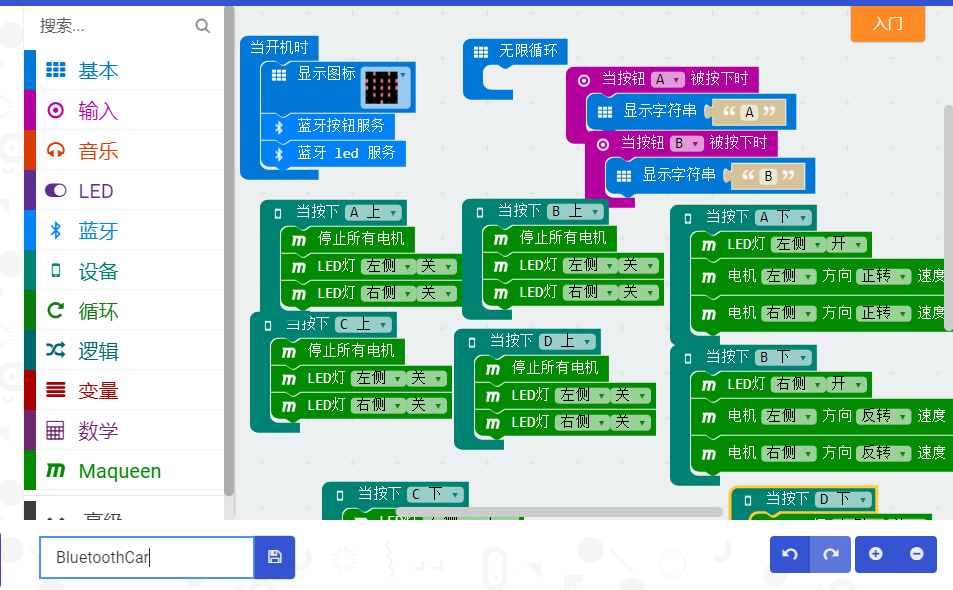 搜索...
基本
输入
音乐
LED
蓝牙
设备
循环
逻辑
变量
数学
Maqueen
高级
入门
当开机时
显示图标
蓝牙按钮服务
蓝牙 led 服务
无限循环
当按钮 A 被按下时
显示字符串 “ A ”
当按钮 B 被按下时
显示字符串 “ B ”
当按下 A 上
停止所有电机
LED灯 左侧 关
LED灯 右侧 关
当按下 B 上
停止所有电机
LED灯 左侧 关
LED灯 右侧 关
当按下 A 下
LED灯 左侧 开
电机 左侧 方向 正转 速度
电机 右侧 方向 正转 速度
当按下 C 上
停止所有电机
LED灯 左侧 关
LED灯 右侧 关
当按下 D 上
停止所有电机
LED灯 左侧 关
LED灯 右侧 关
当按下 B 下
LED灯 右侧 开
电机 左侧 方向 反转 速度
电机 右侧 方向 反转 速度
当按下 C 下
当按下 D 下
BluetoothCar